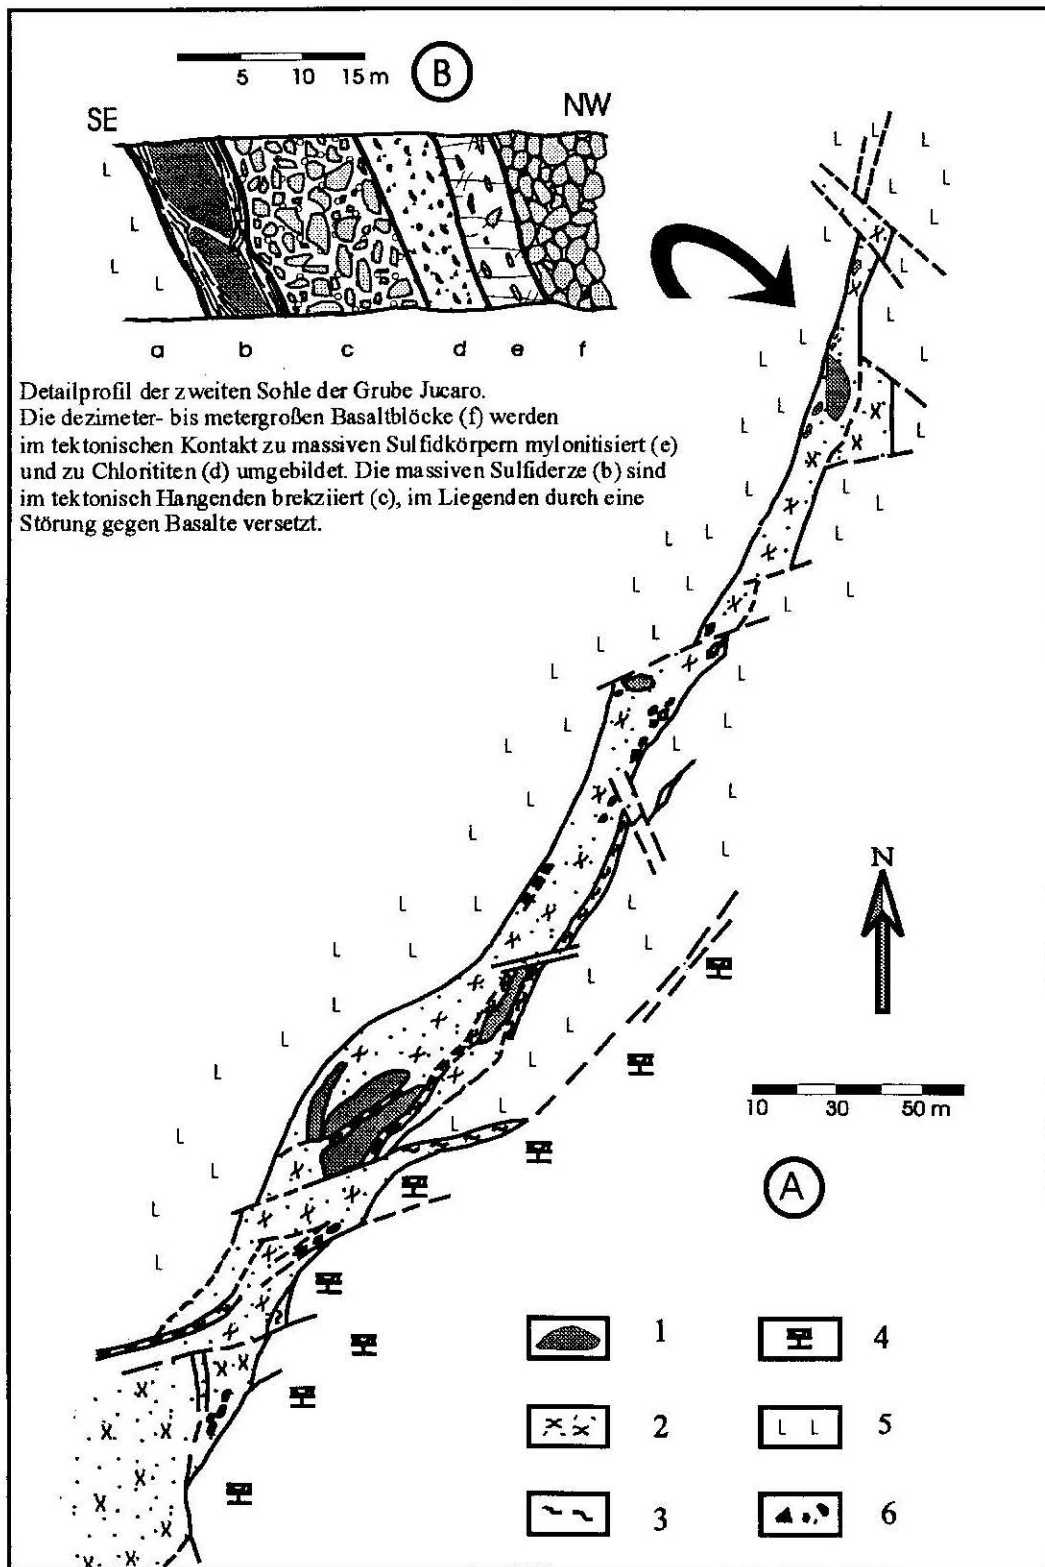 5 10 15 m
B
SE
NW
a b c d e f
Detailprofil der zweiten Sohle der Grube Jucaro.
Die dezimeter- bis metergroßen Basaltblöcke (f) werden
im tektonischen Kontakt zu massiven Sulfidkörpern mylonitisiert (e)
und zu Chlorititen (d) umgebildet. Die massiven Sulfiderze (b) sind
im tektonisch Hangenden brekziiert (c), im Liegenden durch eine
Störung gegen Basalte versetzt.
N
10 30 50 m
A
1
4
2
5
3
6